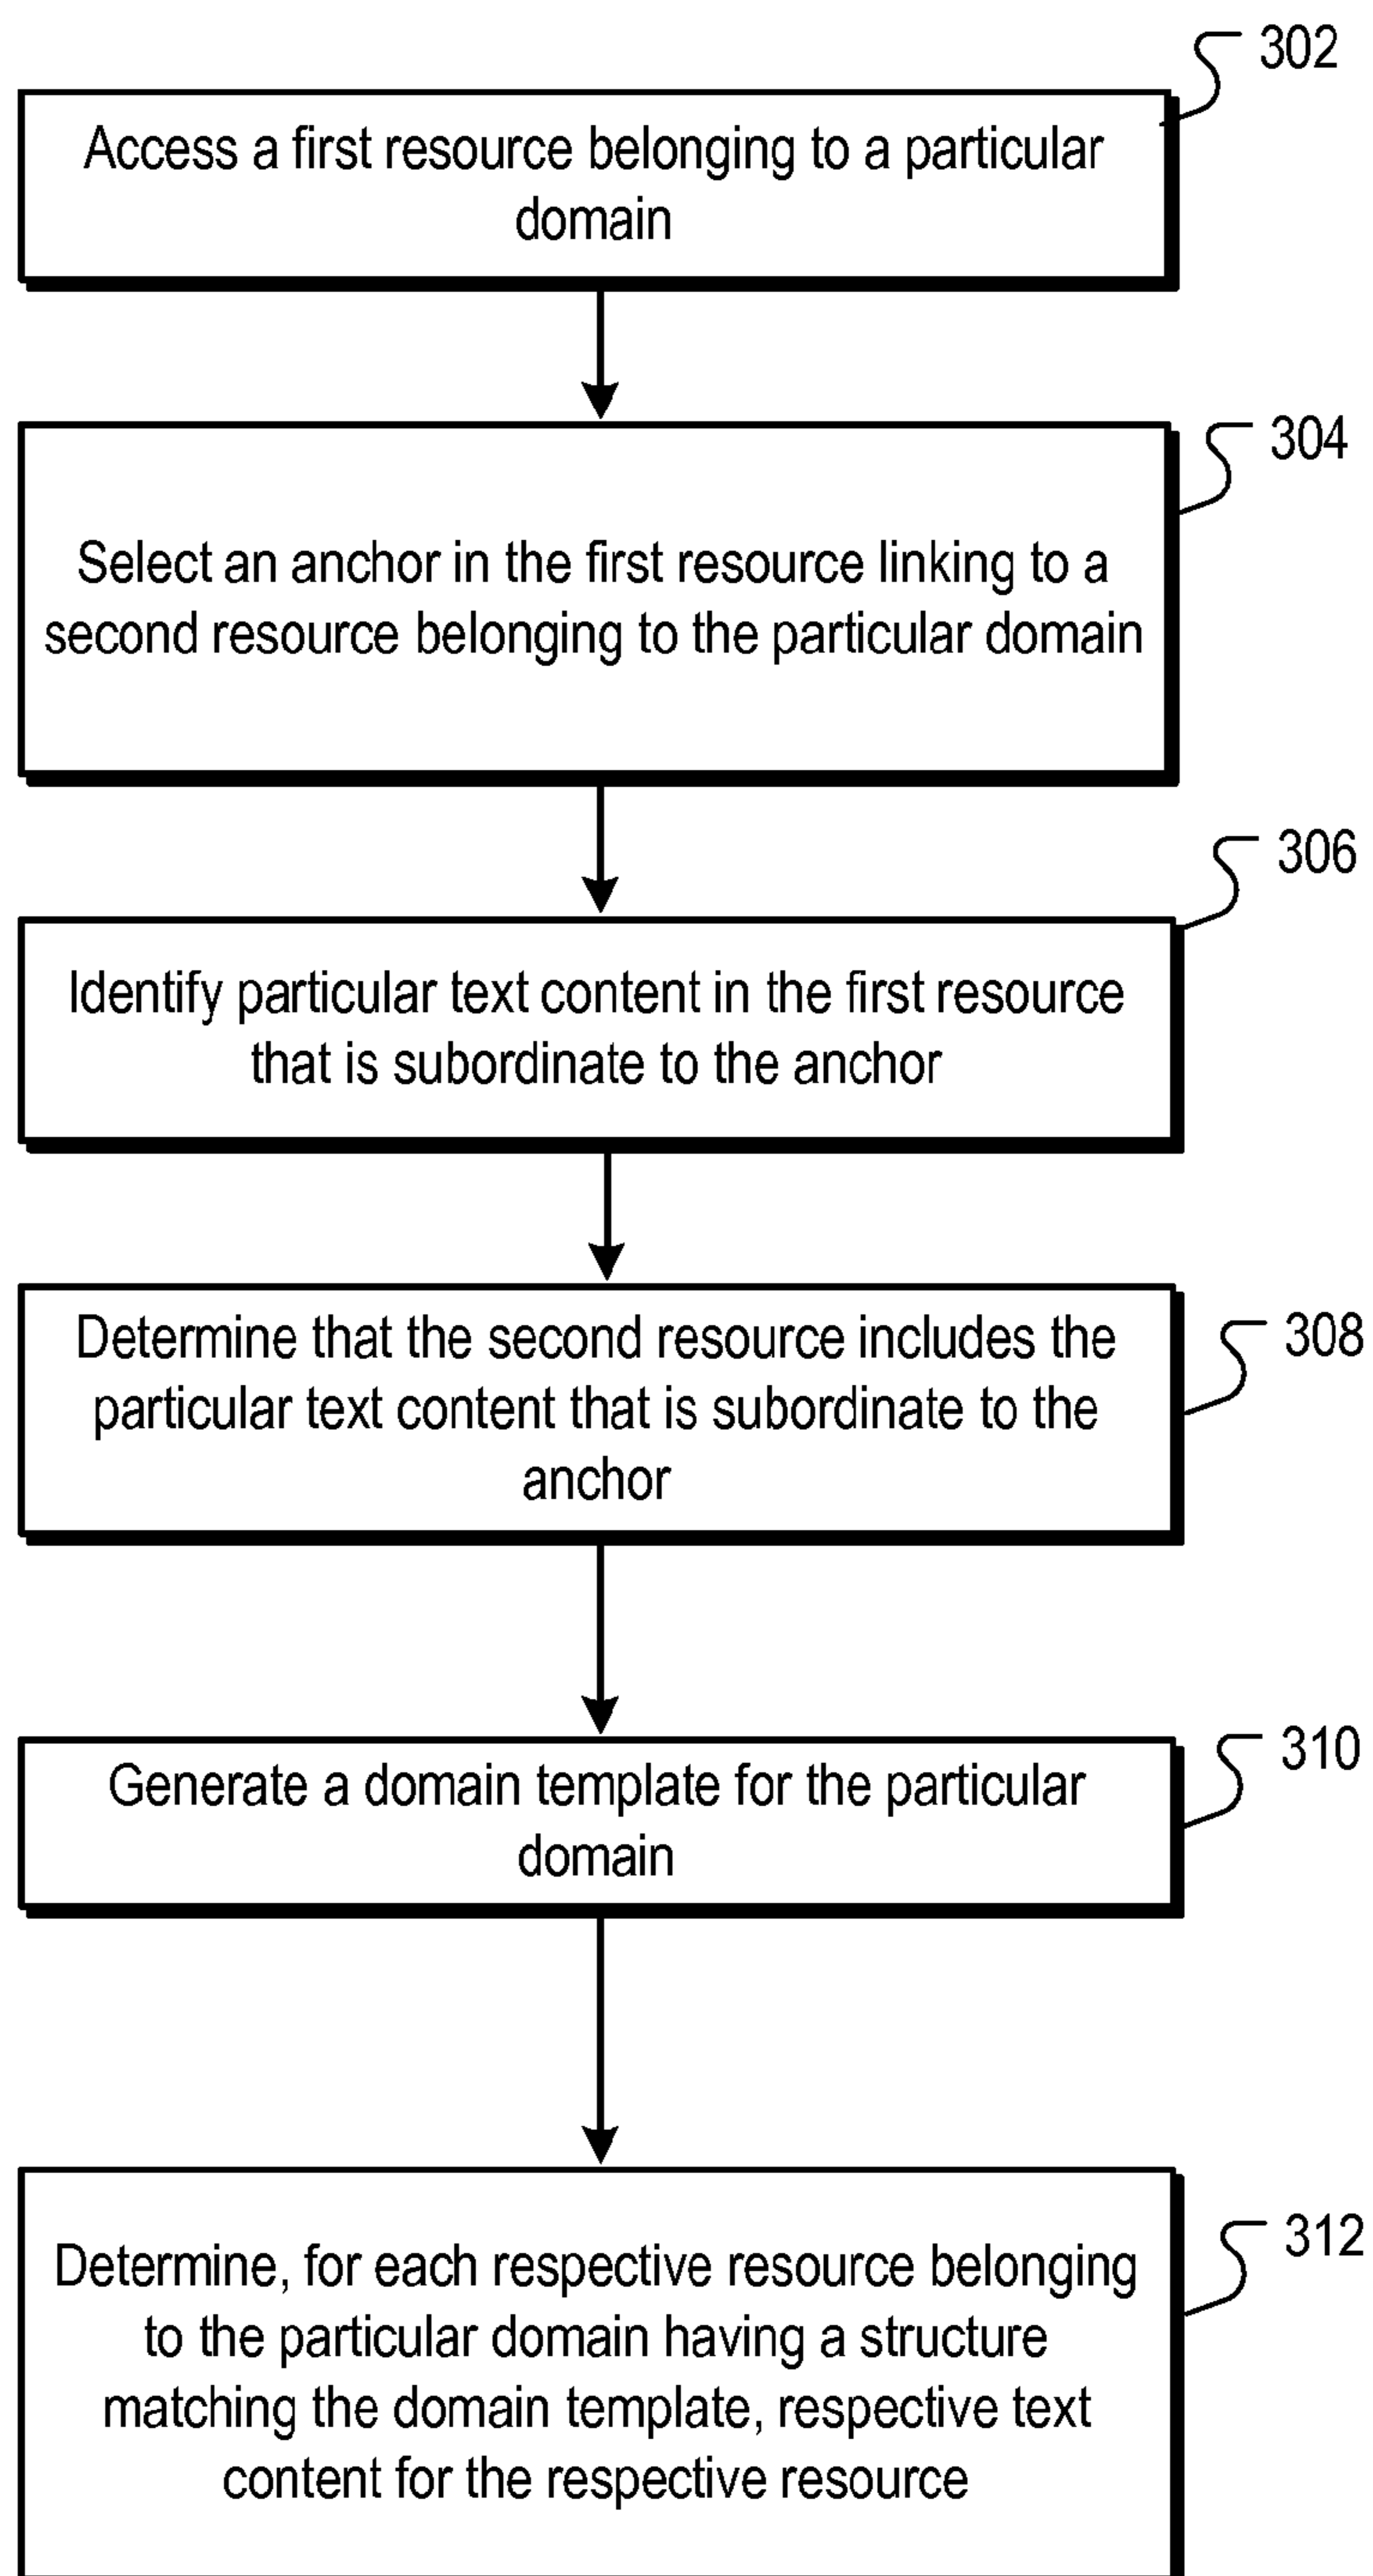 302
Access a first resource belonging to a particular
domain
304
Select an anchor in the first resource linking to a
second resource belonging to the particular domain
306
Identify particular text content in the first resource
that is subordinate to the anchor
308
Determine that the second resource includes the
particular text content that is subordinate to the
anchor
310
Generate a domain template for the particular
domain
312
Determine, for each respective resource belonging
to the particular domain having a structure
matching the domain template, respective text
content for the respective resource